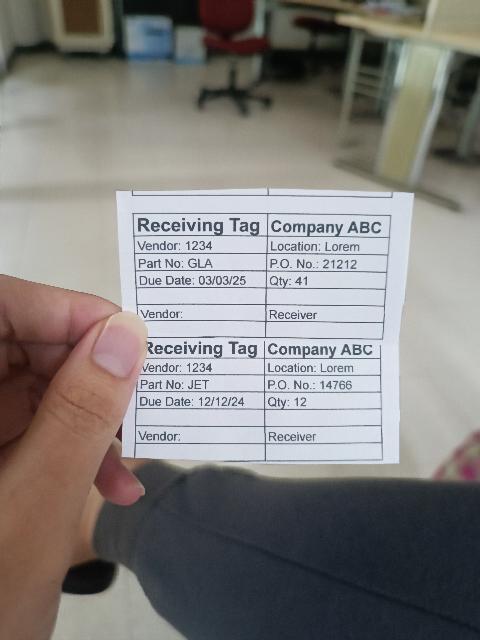 Receiving Tag Company ABC
Vendor: 1234 Location: Lorem
Part No: GLA P.O. No.: 21212
Due Date: 03/03/25 Qty: 41
Vendor: Receiver
Receiving Tag Company ABC
Vendor: 1234 Location: Lorem
Part No: JET P.O. No.: 14766
Due Date: 12/12/24 Qty: 12
Vendor: Receiver